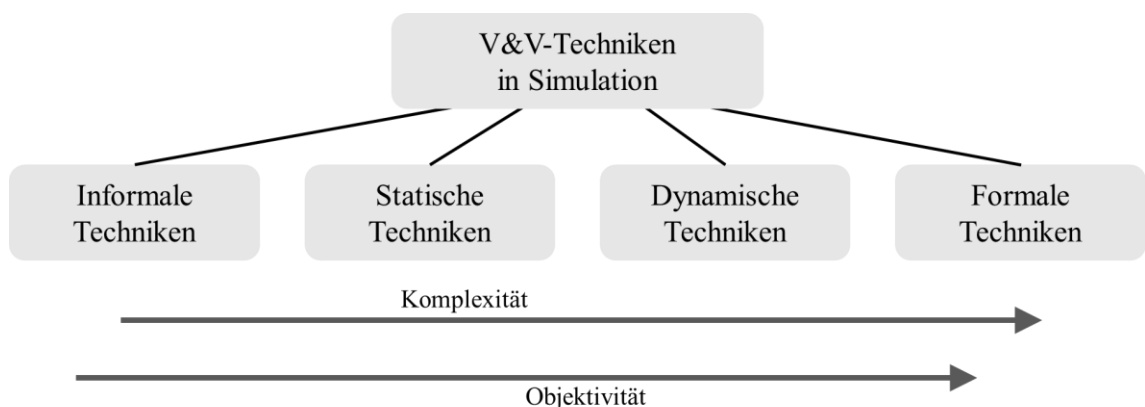 V&V-Techniken
in Simulation
Informale
Techniken
Statische
Techniken
Dynamische
Techniken
Formale
Techniken
Komplexität
Objektivität